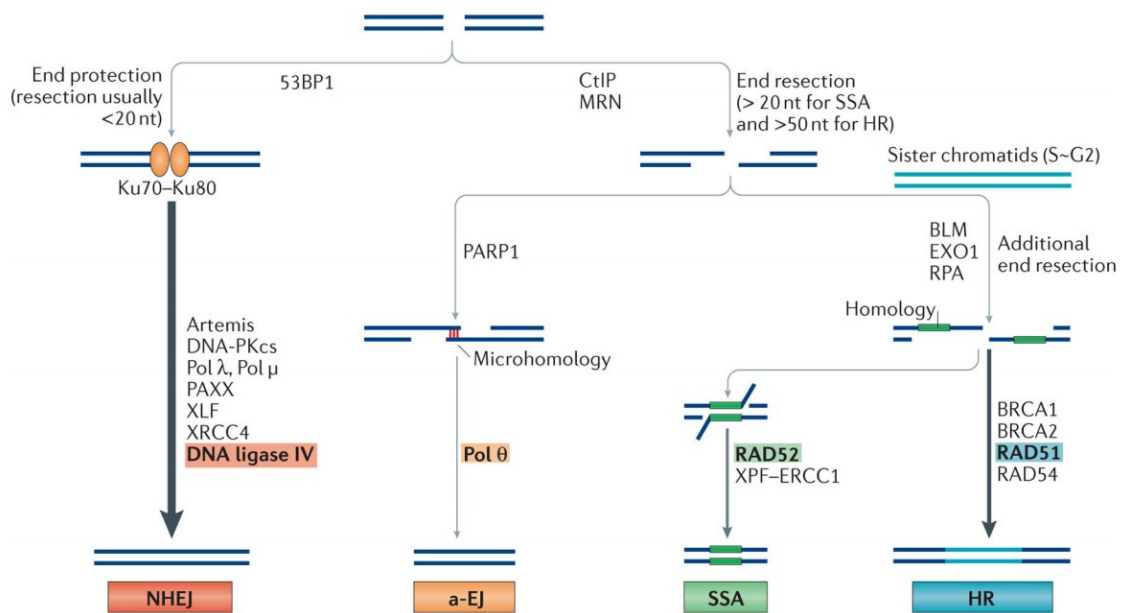 End protection
(resection usually
<20 nt)
53BP1
CtIP
MRN
End resection
(> 20 nt for SSA
and >50 nt for HR)
Ku70–Ku80
Sister chromatids (S~G2)
PARP1
BLM
EXO1
RPA
Additional
end resection
Homology
Microhomology
Artemis
DNA-PKcs
Pol λ, Pol μ
PAXX
XLF
XRCC4
DNA ligase IV
Pol θ
RAD52
XPF–ERCC1
BRCA1
BRCA2
RAD51
RAD54
NHEJ
a-EJ
SSA
HR